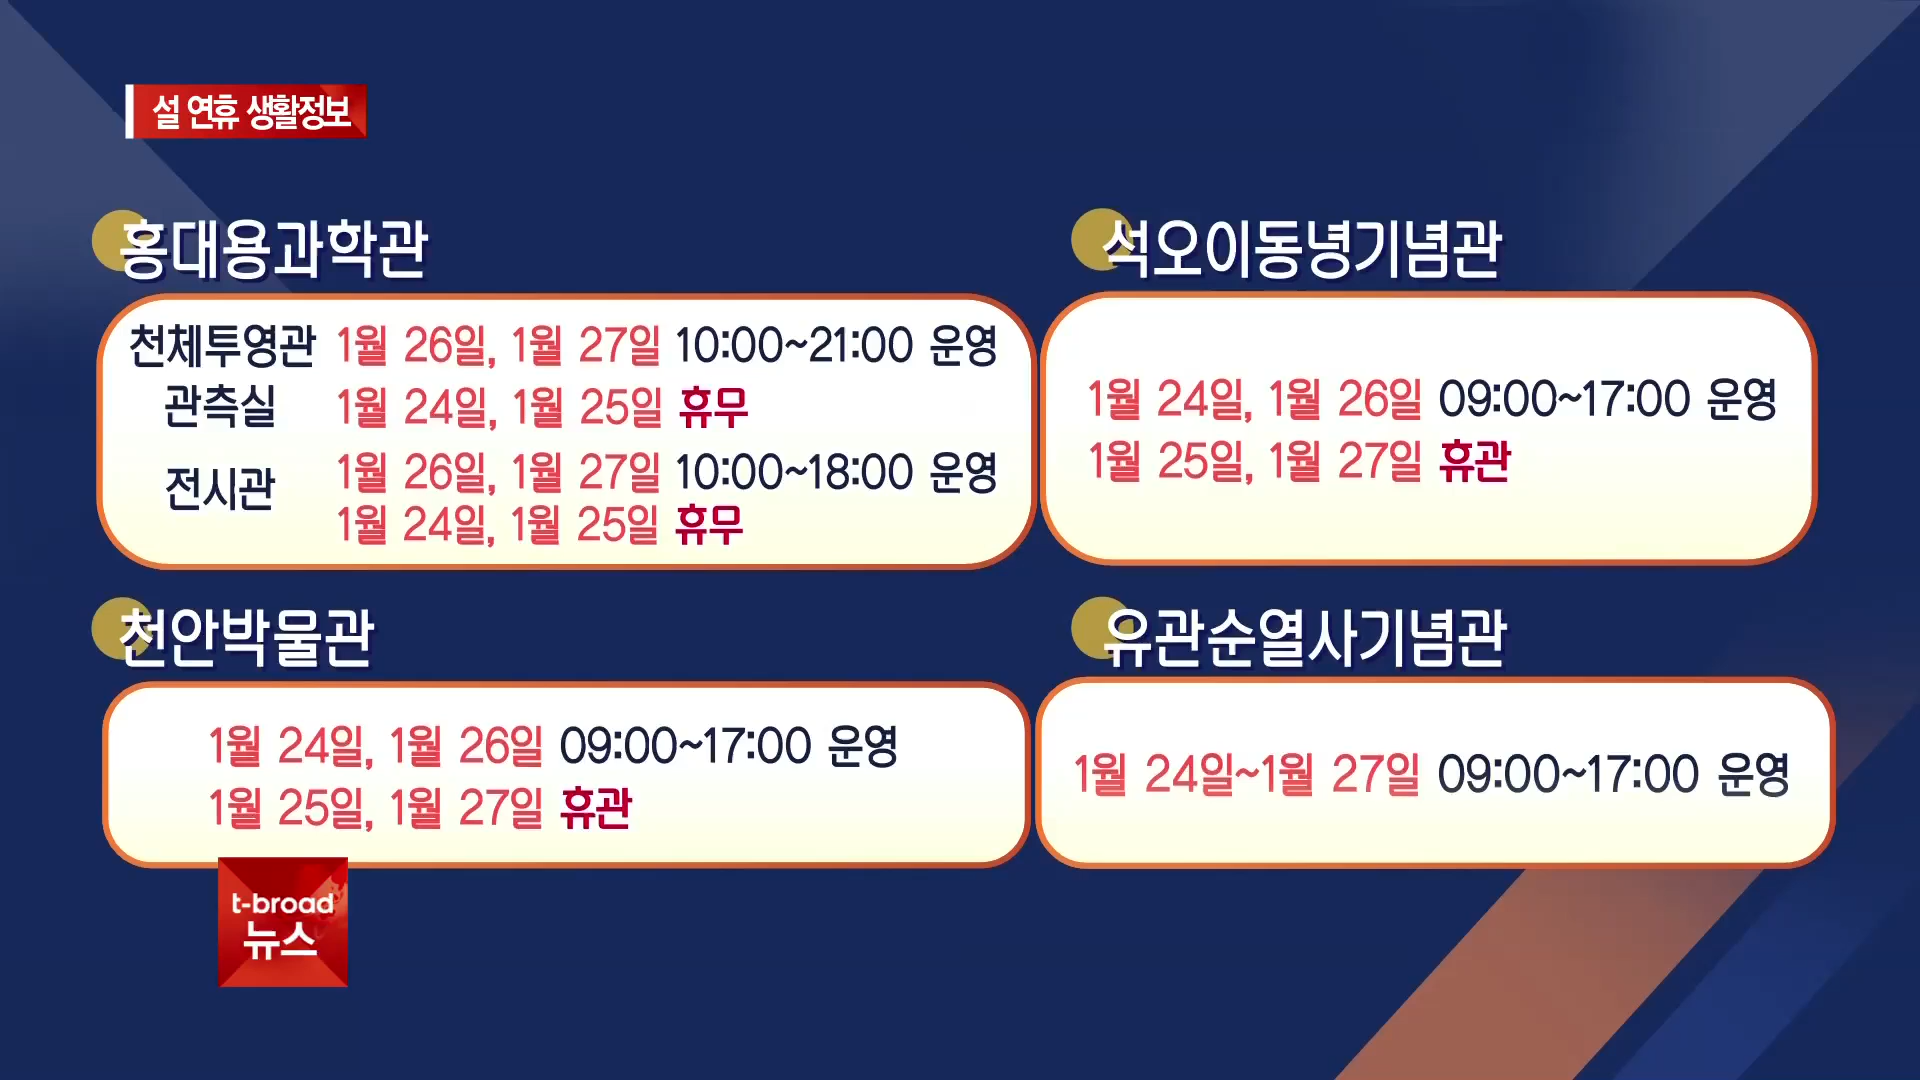 설 연휴 생활정보
홍대용과학관
천체투영관 1월 26일, 1월 27일 10:00~21:00 운영
관측실 1월 24일, 1월 25일 휴무
전시관 1월 26일, 1월 27일 10:00~18:00 운영
1월 24일, 1월 25일 휴무
석오이동녕기념관
1월 24일, 1월 26일 09:00~17:00 운영
1월 25일, 1월 27일 휴관
천안박물관
1월 24일, 1월 26일 09:00~17:00 운영
1월 25일, 1월 27일 휴관
유관순열사기념관
1월 24일~1월 27일 09:00~17:00 운영
t-broad
뉴스